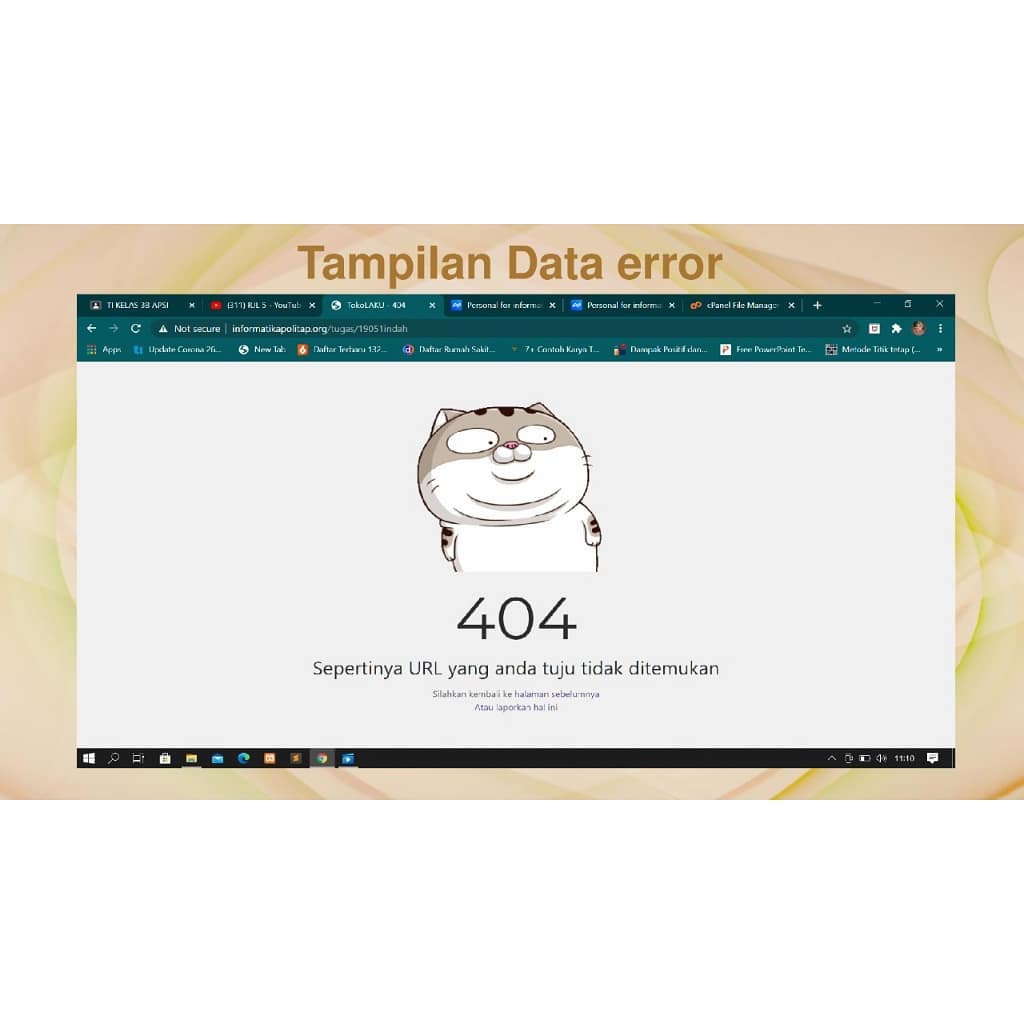 Tampilan Data error
TI KELAS 3B APSI
(311) IUL 5 - YouTub
TokoLAKU - 404
Personal for informa
Personal for informa
cPanel File Manager
Not secure | informatikapolitap.org/tugas/19051indah
Apps
Update Corona 26...
New Tab
Daftar Terbaru 132...
Daftar Rumah Sakit...
7+ Contoh Karya T...
Dampak Positif dan...
Free PowerPoint Te...
Metode Titik tetap (...
404
Sepertinya URL yang anda tuju tidak ditemukan
Silahkan kembali ke halaman sebelumnya
Atau laporkan hal ini
11:10